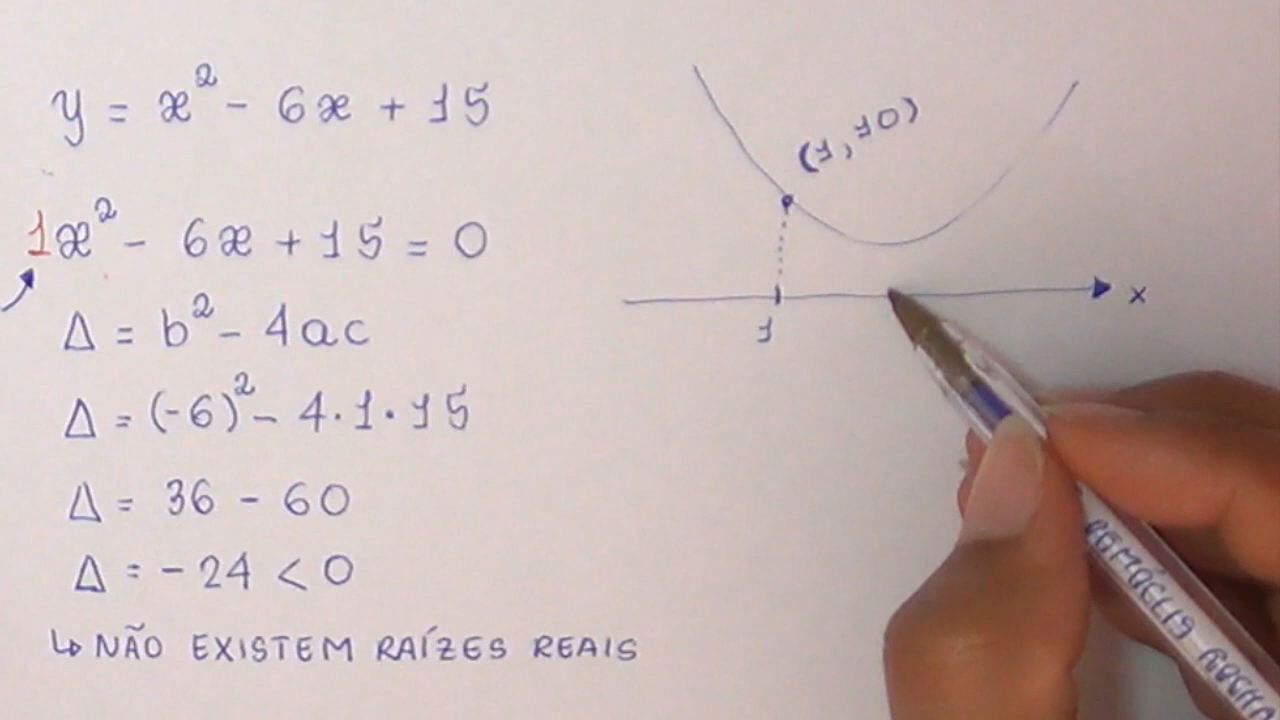 y = x² - 6x + 15
1x² - 6x + 15 = 0
Δ = b² - 4ac
Δ = (-6)² - 4·1·15
Δ = 36 - 60
Δ = -24 < 0
↳ NÃO EXISTEM RAÍZES REAIS
(1, 10)
x
1